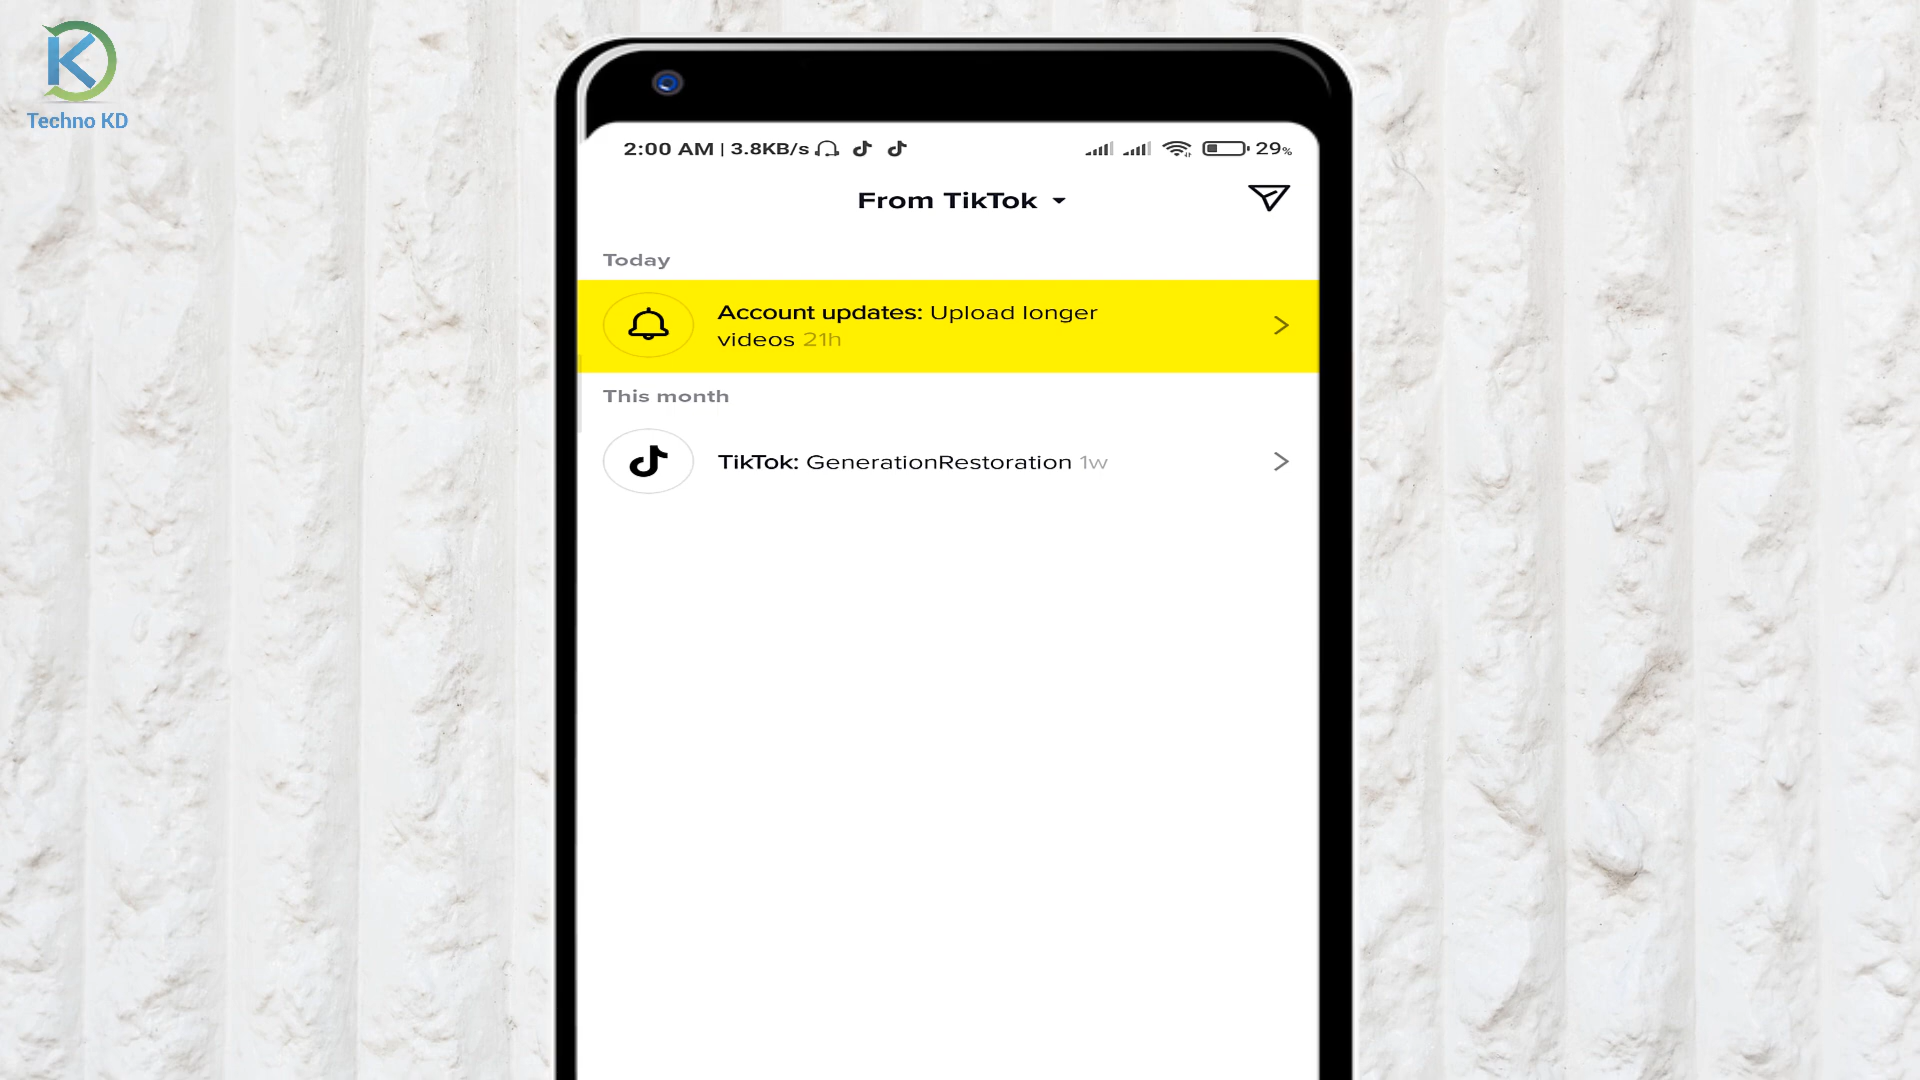 Techno KD
2:00 AM | 3.8KB/s
29%
From TikTok
Today
Account updates: Upload longer
videos 21h
This month
TikTok: GenerationRestoration 1w